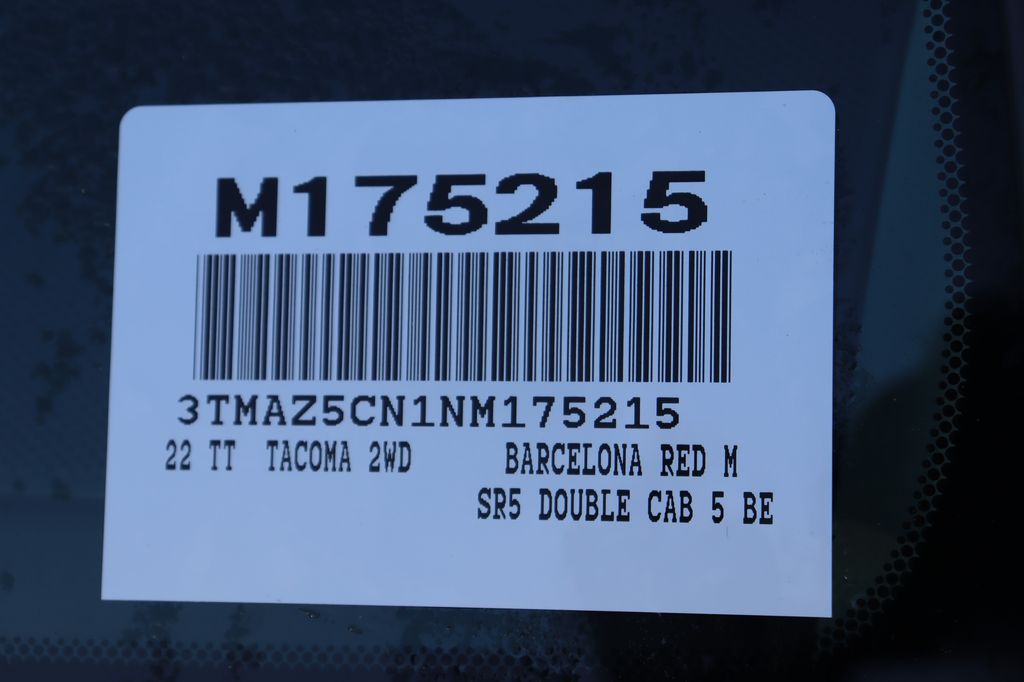 M175215
3TMAZ5CN1NM175215
22 TT TACOMA 2WD BARCELONA RED M
SR5 DOUBLE CAB 5 BE